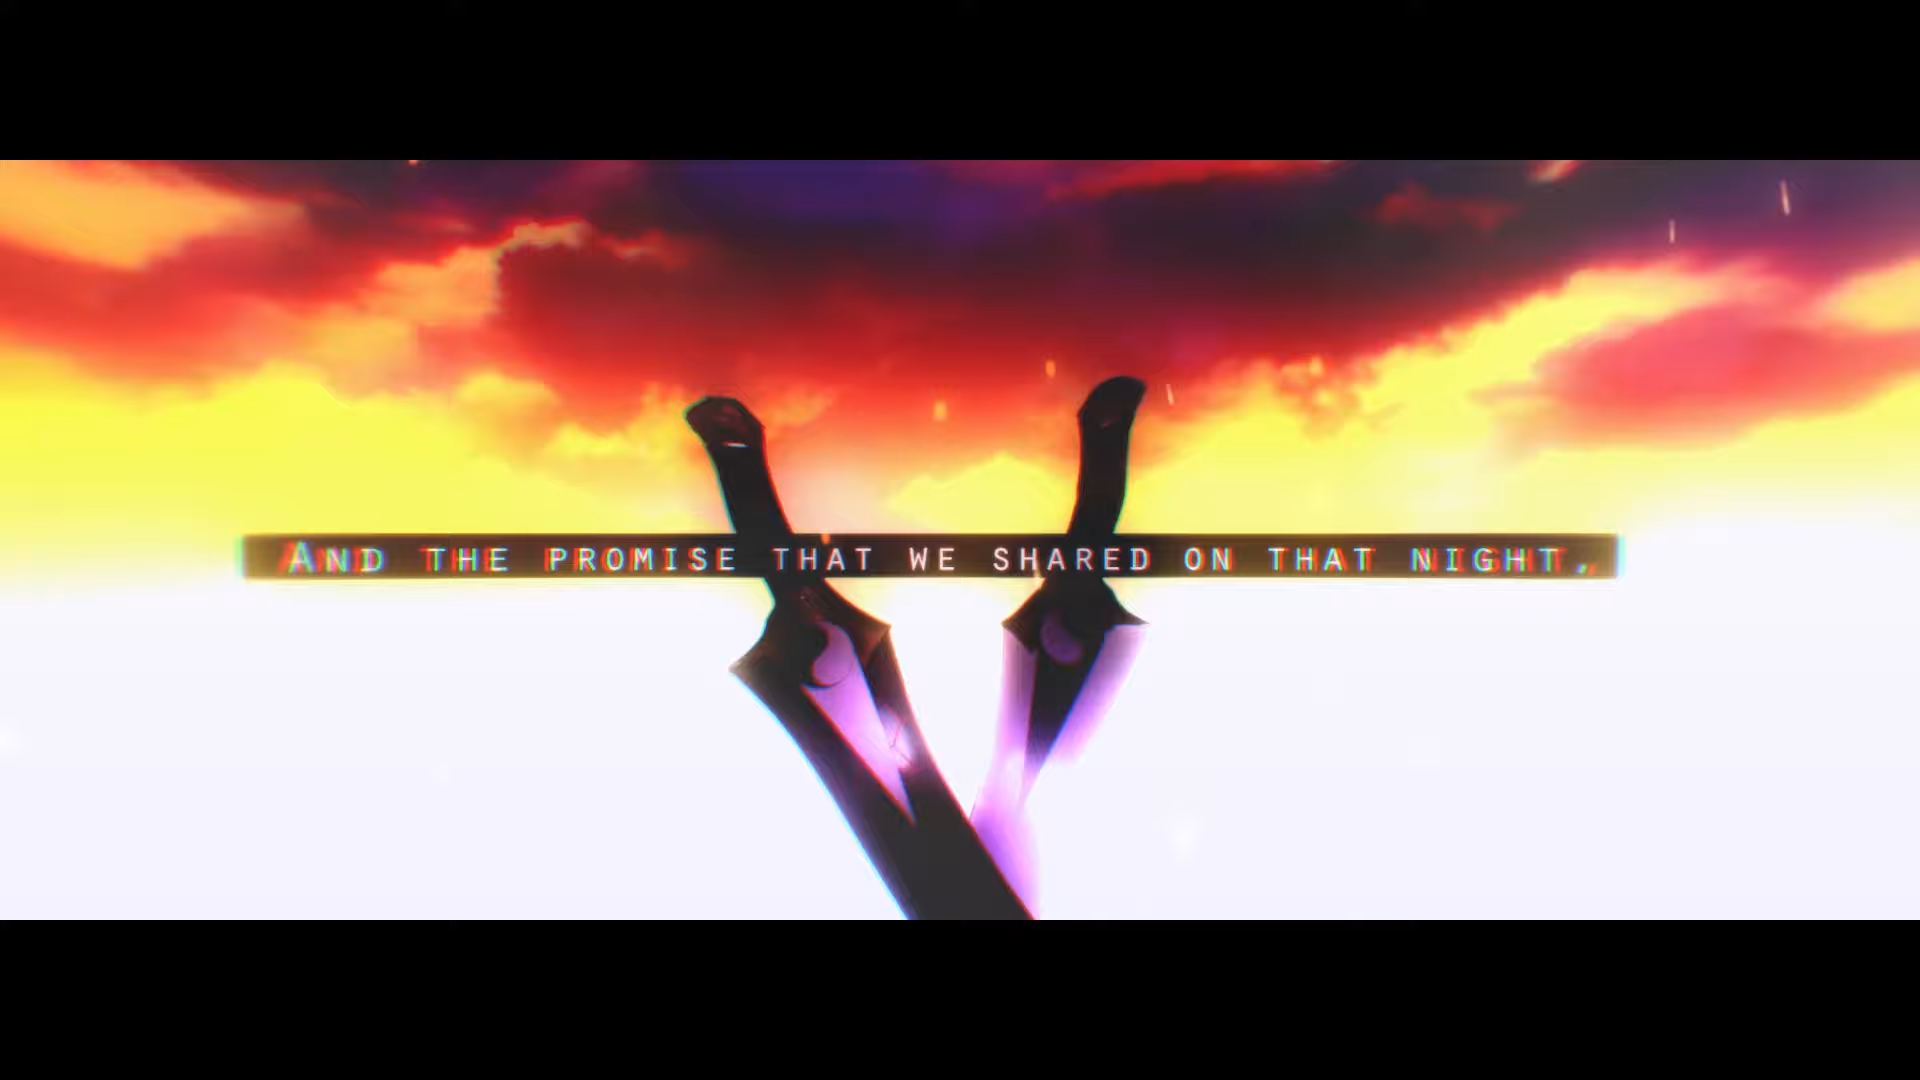 And the promise that we shared on that night,